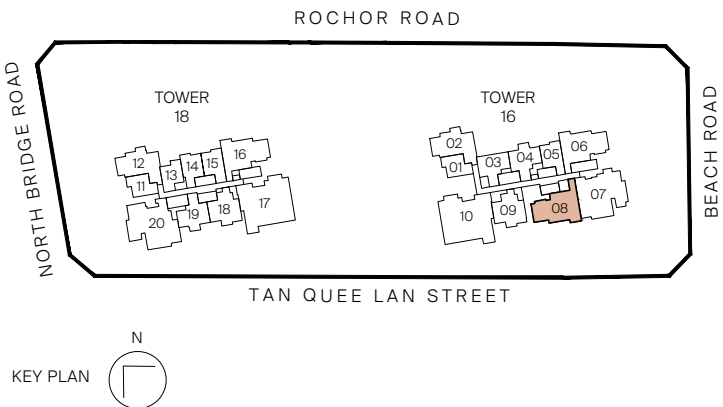 ROCHOR ROAD
NORTH BRIDGE ROAD
BEACH ROAD
TOWER
18
TOWER
16
12
11
13
14
15
16
20
19
18
17
02
01
03
04
05
06
10
09
08
07
TAN QUEE LAN STREET
N
KEY PLAN